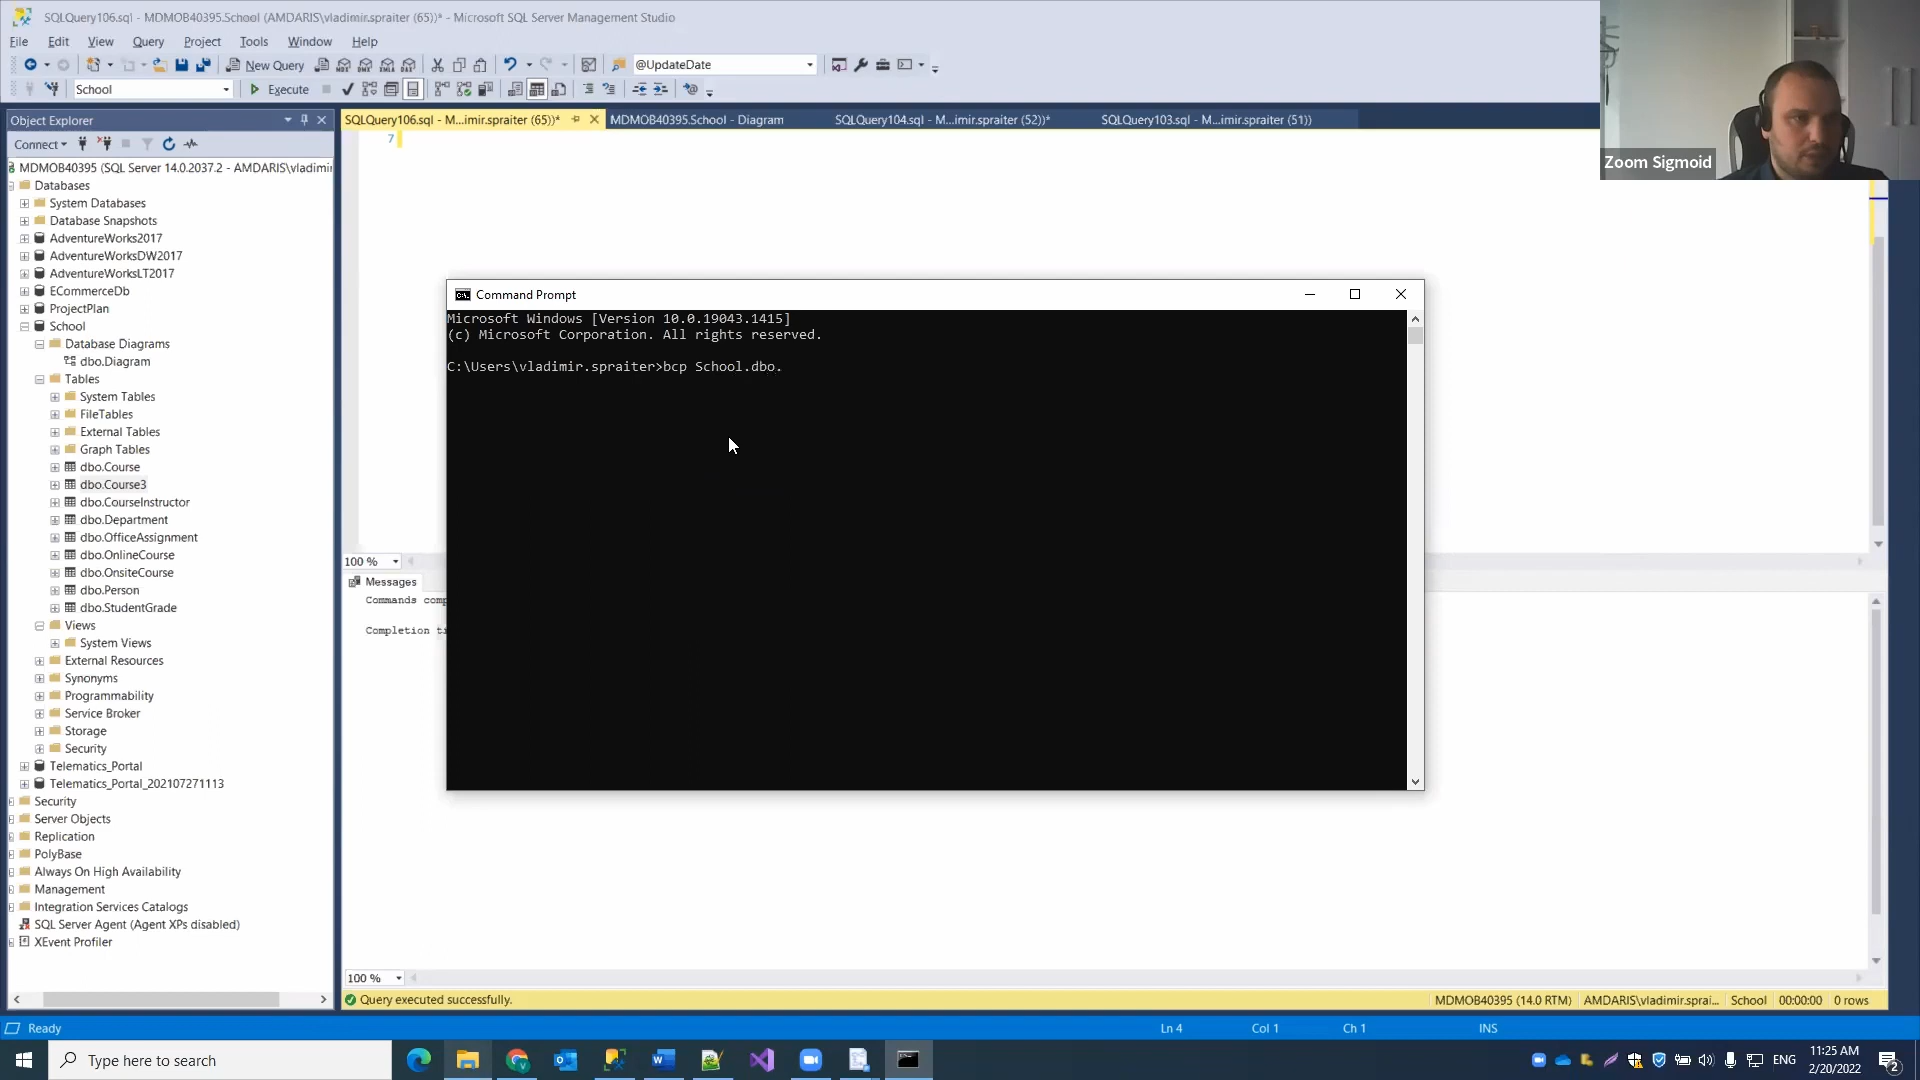 SQLQuery106.sql - MDMOB40395.School (AMDARIS\vladimir.spraiter (65))* - Microsoft SQL Server Management Studio
File Edit View Query Project Tools Window Help
New Query @UpdateDate
School Execute
Object Explorer
SQLQuery106.sql - M...imir.spraiter (65))* MDMOB40395.School - Diagram SQLQuery104.sql - M...imir.spraiter (52))* SQLQuery103.sql - M...imir.spraiter (51))
Connect
7
MDMOB40395 (SQL Server 14.0.2037.2 - AMDARIS\vladimi
Databases
System Databases
Database Snapshots
AdventureWorks2017
AdventureWorksDW2017
AdventureWorksLT2017
ECommerceDb
ProjectPlan
School
Database Diagrams
dbo.Diagram
Tables
System Tables
FileTables
External Tables
Graph Tables
dbo.Course
dbo.Course3
dbo.CourseInstructor
dbo.Department
dbo.OfficeAssignment
dbo.OnlineCourse
dbo.OnsiteCourse
dbo.Person
dbo.StudentGrade
Views
System Views
External Resources
Synonyms
Programmability
Service Broker
Storage
Security
Telematics_Portal
Telematics_Portal_202107271113
Security
Server Objects
Replication
PolyBase
Always On High Availability
Management
Integration Services Catalogs
SQL Server Agent (Agent XPs disabled)
XEvent Profiler
Zoom Sigmoid
Command Prompt
Microsoft Windows [Version 10.0.19043.1415]
(c) Microsoft Corporation. All rights reserved.
C:\Users\vladimir.spraiter>bcp School.dbo.
100 %
Messages
Commands comp
Completion ti
100 %
Query executed successfully. MDMOB40395 (14.0 RTM) AMDARIS\vladimir.sprai... School 00:00:00 0 rows
Ready Ln 4 Col 1 Ch 1 INS
Type here to search
ENG
11:25 AM
2/20/2022
2